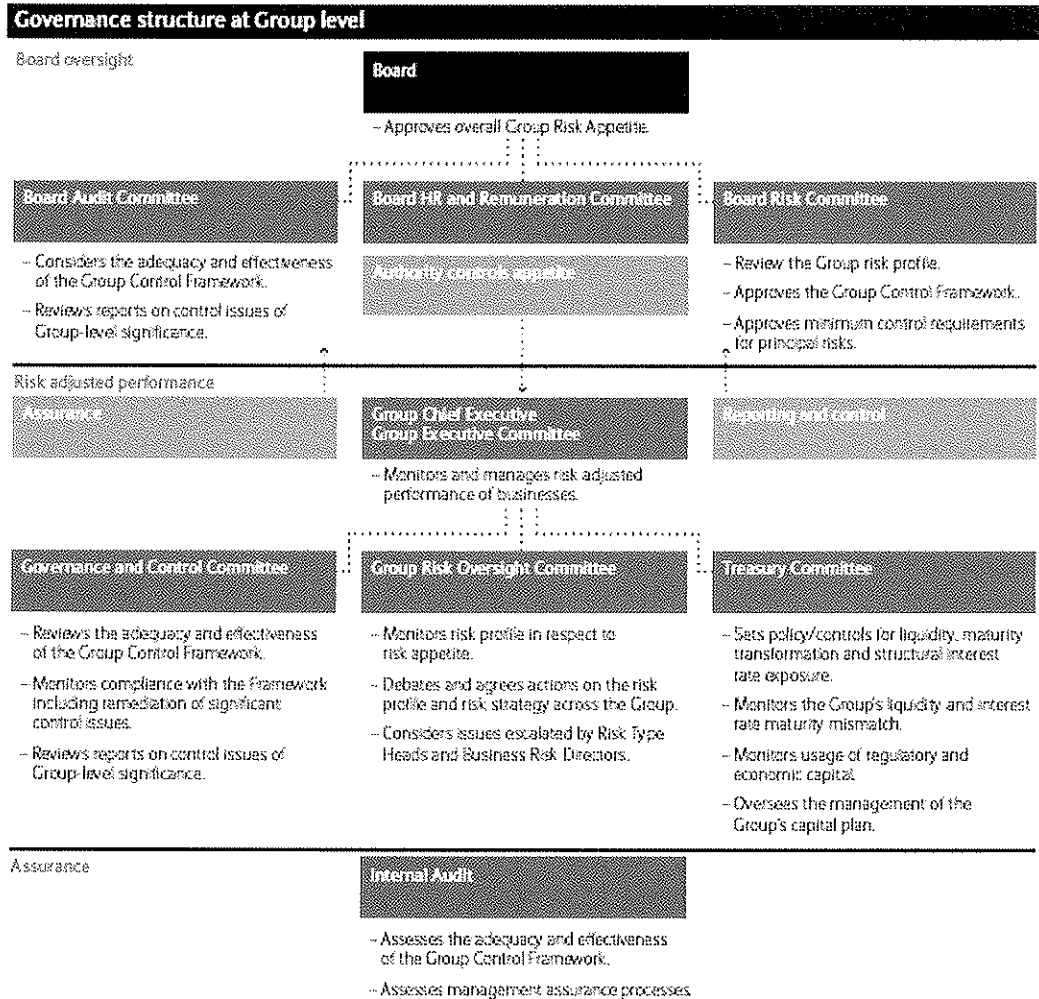 Governance structure at Group level
Board oversight
Board
– Approves overall Group Risk Appetite.
Board Audit Committee
– Considers the adequacy and effectiveness
of the Group Control Framework.
– Reviews reports on control issues of
Group-level significance.
Board HR and Remuneration Committee
Authority controls appetite
Board Risk Committee
– Review the Group risk profile.
– Approves the Group Control Framework.
– Approves minimum control requirements
for principal risks.
Risk adjusted performance
Assurance
Group Chief Executive
Group Executive Committee
– Monitors and manages risk adjusted
performance of businesses.
Reporting and control
Governance and Control Committee
– Reviews the adequacy and effectiveness
of the Group Control Framework.
– Monitors compliance with the Framework
including remediation of significant
control issues.
– Reviews reports on control issues of
Group-level significance.
Group Risk Oversight Committee
– Monitors risk profile in respect to
risk appetite.
– Debates and agrees actions on the risk
profile and risk strategy across the Group.
– Considers issues escalated by Risk Type
Heads and Business Risk Directors.
Treasury Committee
– Sets policy/controls for liquidity, maturity
transformation and structural interest
rate exposure.
– Monitors the Group's liquidity and interest
rate maturity mismatch.
– Monitors usage of regulatory and
economic capital.
– Oversees the management of the
Group's capital plan.
Assurance
Internal Audit
– Assesses the adequacy and effectiveness
of the Group Control Framework.
– Assesses management assurance processes.